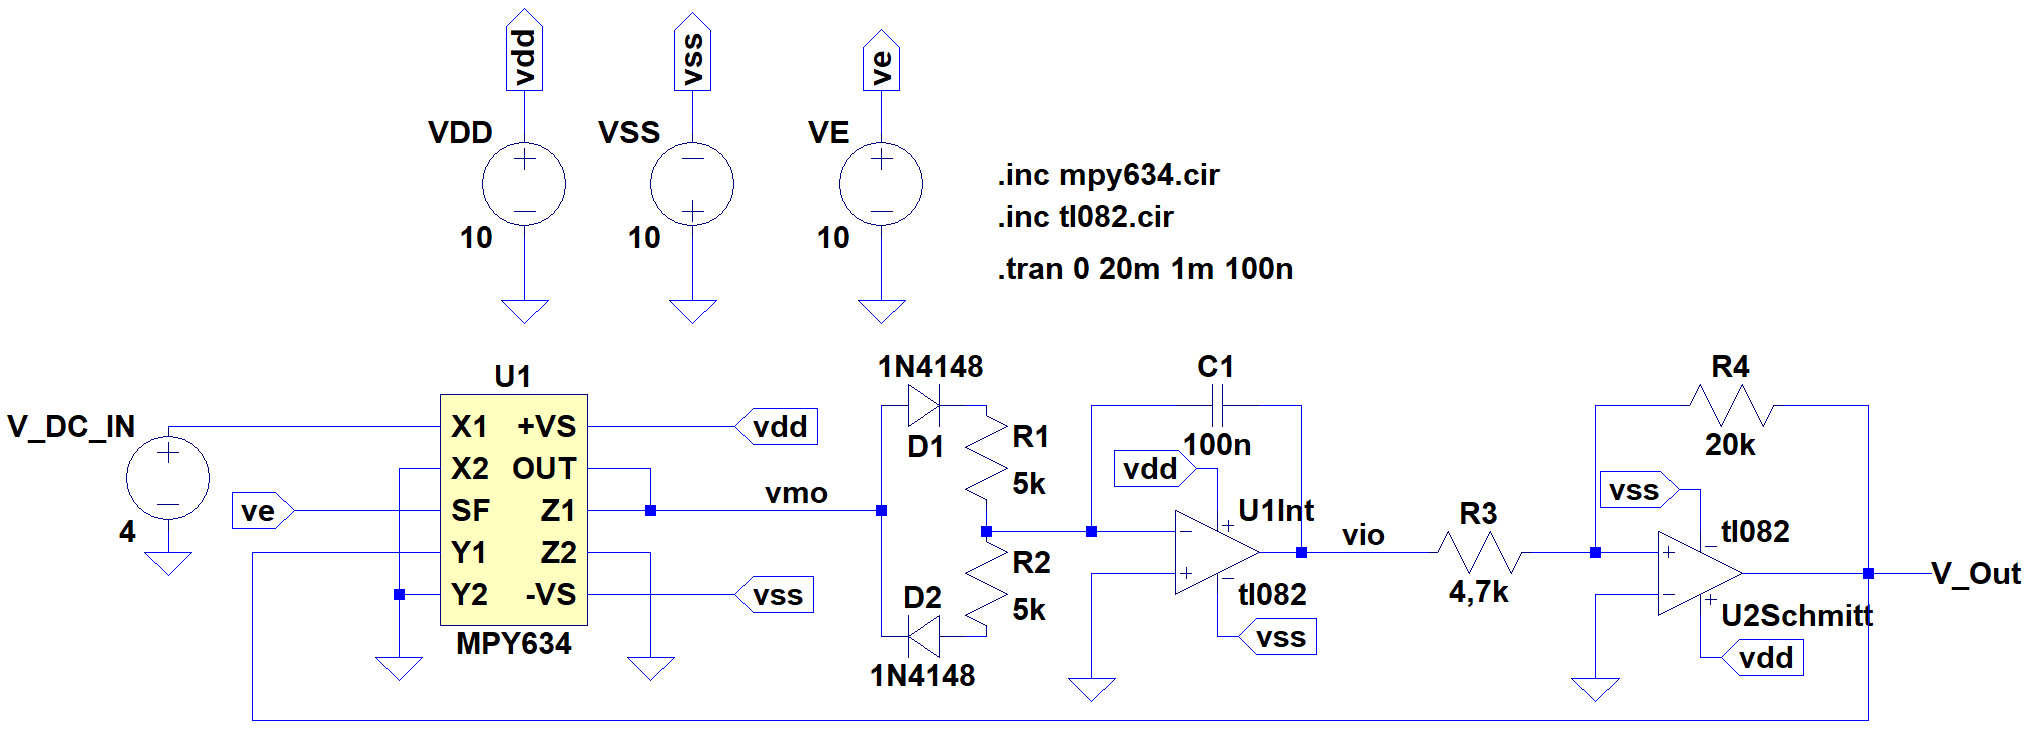 vdd
vss
ve
VDD
VSS
VE
10
10
10
.inc mpy634.cir
.inc tl082.cir
.tran 0 20m 1m 100n
V_DC_IN
4
ve
U1
X1
X2
SF
Y1
Y2
+VS
OUT
Z1
Z2
-VS
MPY634
vdd
vss
vmo
1N4148
D1
R1
5k
R2
5k
D2
1N4148
C1
100n
vdd
U1Int
tl082
vss
vio
R3
4,7k
R4
20k
vss
tl082
U2Schmitt
vdd
V_Out